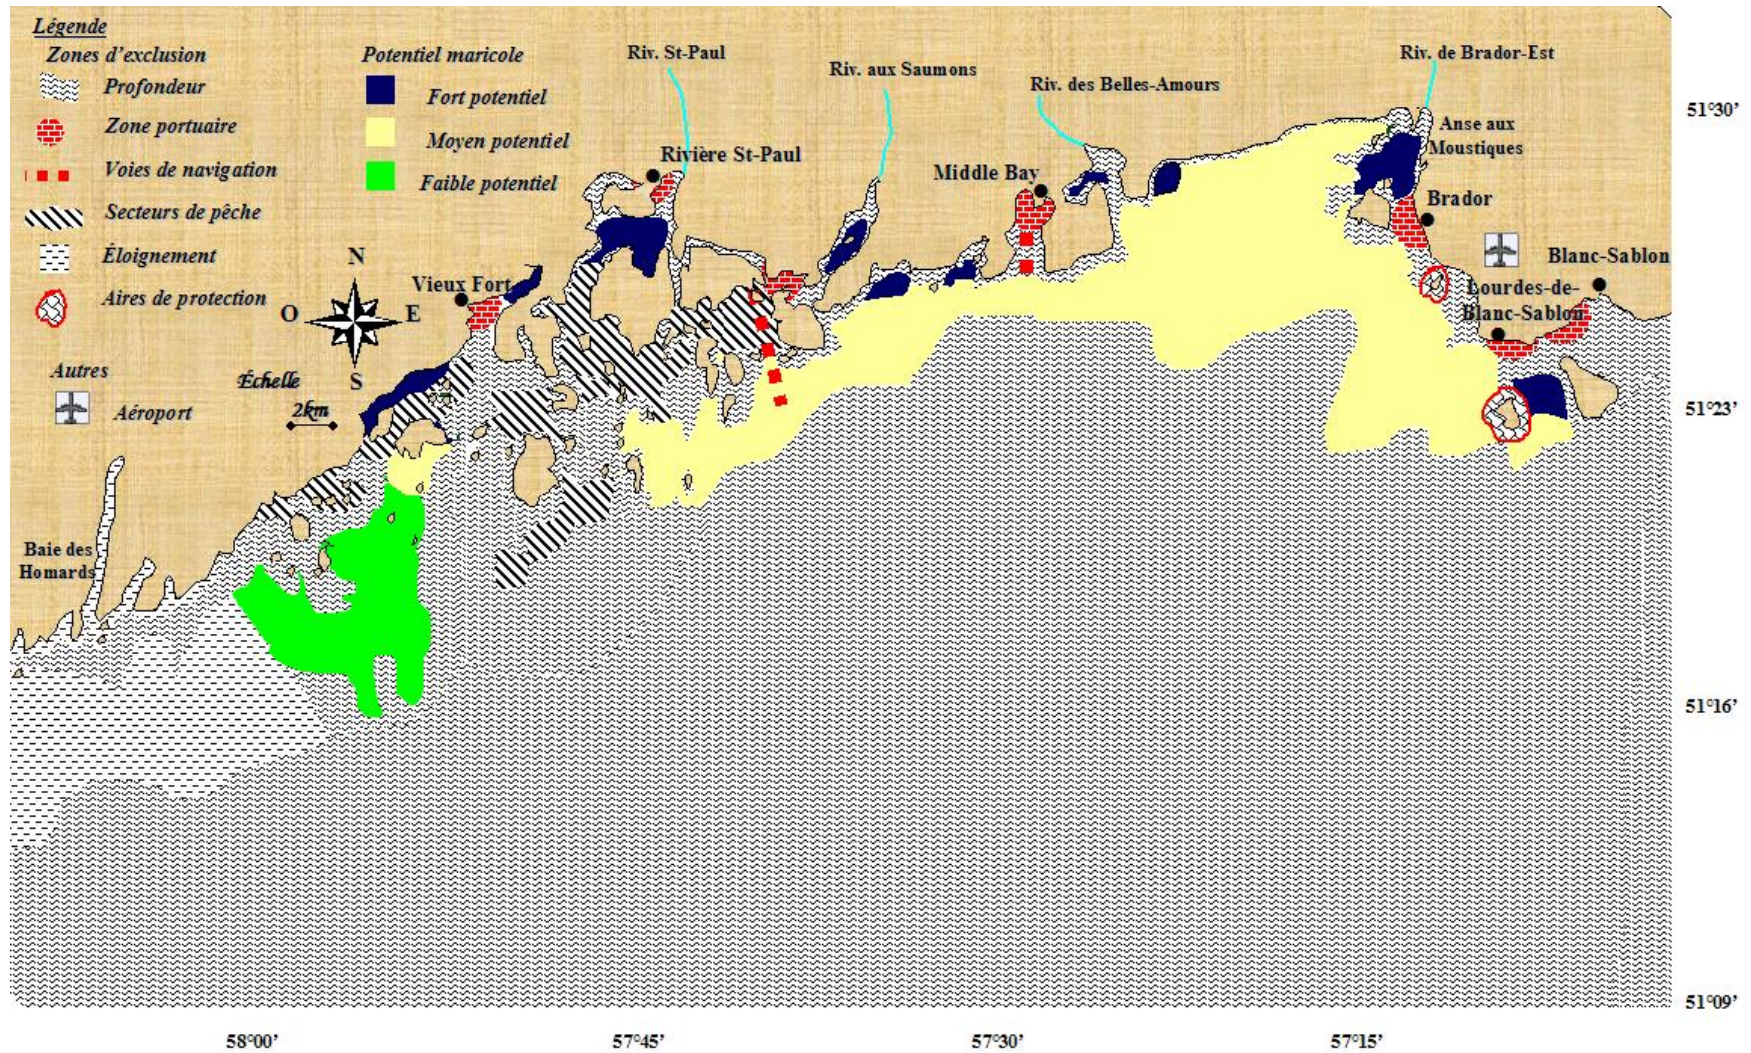 Légende
Zones d'exclusion
Profondeur
Zone portuaire
Voies de navigation
Secteurs de pêche
Éloignement
Aires de protection
Autres
Aéroport
Potentiel maricole
Fort potentiel
Moyen potentiel
Faible potentiel
N
O
E
S
Échelle
2km
Riv. St-Paul
Riv. aux Saumons
Riv. des Belles-Amours
Riv. de Brador-Est
Rivière St-Paul
Middle Bay
Anse aux
Moustiques
Brador
Vieux Fort
Blanc-Sablon
Lourdes-de-
Blanc-Sablon
Baie des
Homards
51°30'
51°23'
51°16'
51°09'
58°00'
57°45'
57°30'
57°15'